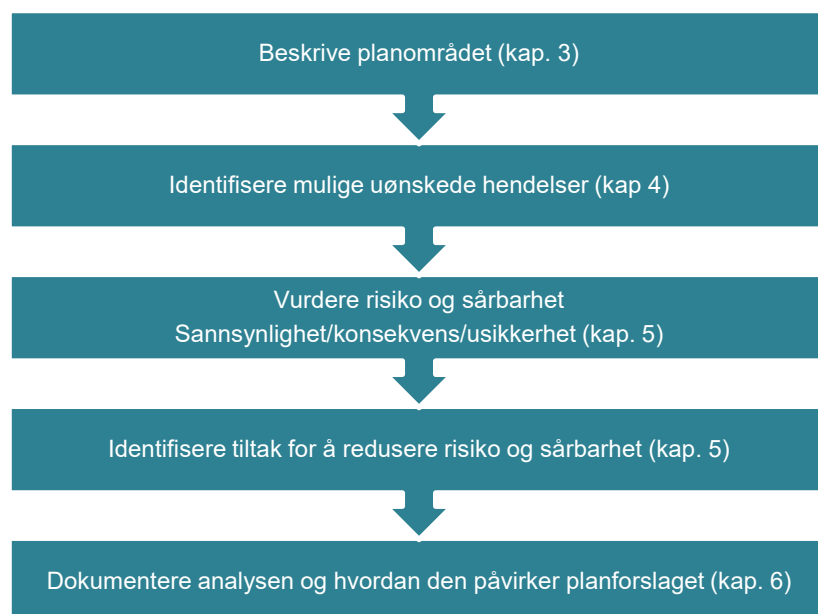 Beskrive planområdet (kap. 3)
Identifisere mulige uønskede hendelser (kap 4)
Vurdere risiko og sårbarhet
Sannsynlighet/konsekvens/usikkerhet (kap. 5)
Identifisere tiltak for å redusere risiko og sårbarhet (kap. 5)
Dokumentere analysen og hvordan den påvirker planforslaget (kap. 6)